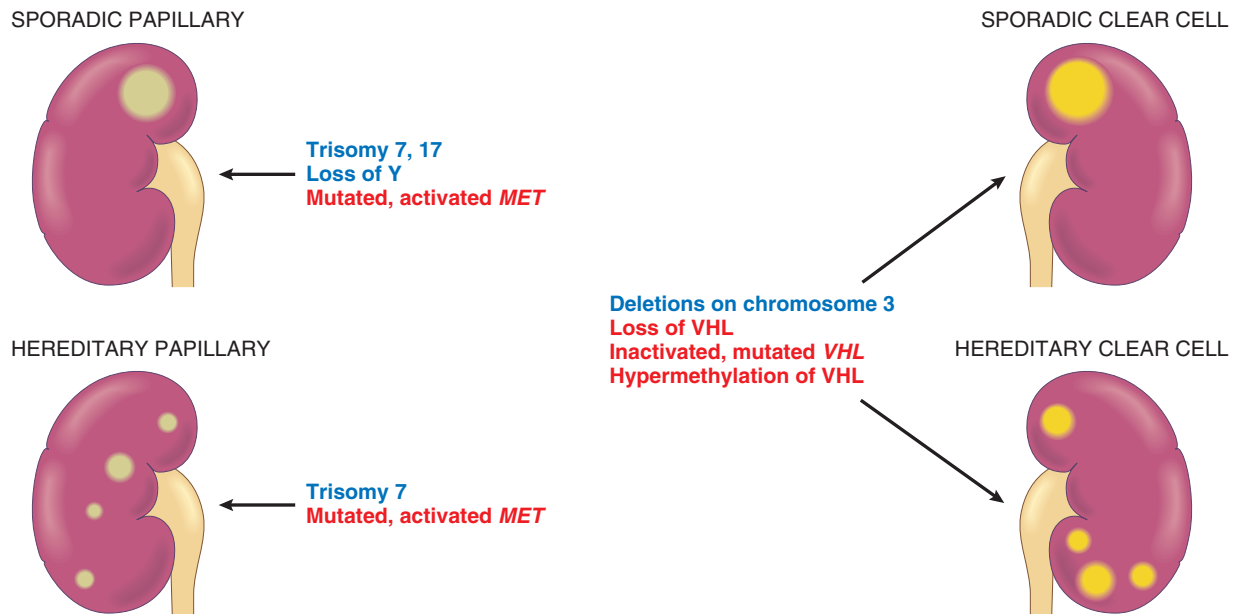 SPORADIC PAPILLARY
Trisomy 7, 17
Loss of Y
Mutated, activated MET
HEREDITARY PAPILLARY
Trisomy 7
Mutated, activated MET
SPORADIC CLEAR CELL
Deletions on chromosome 3
Loss of VHL
Inactivated, mutated VHL
Hypermethylation of VHL
HEREDITARY CLEAR CELL